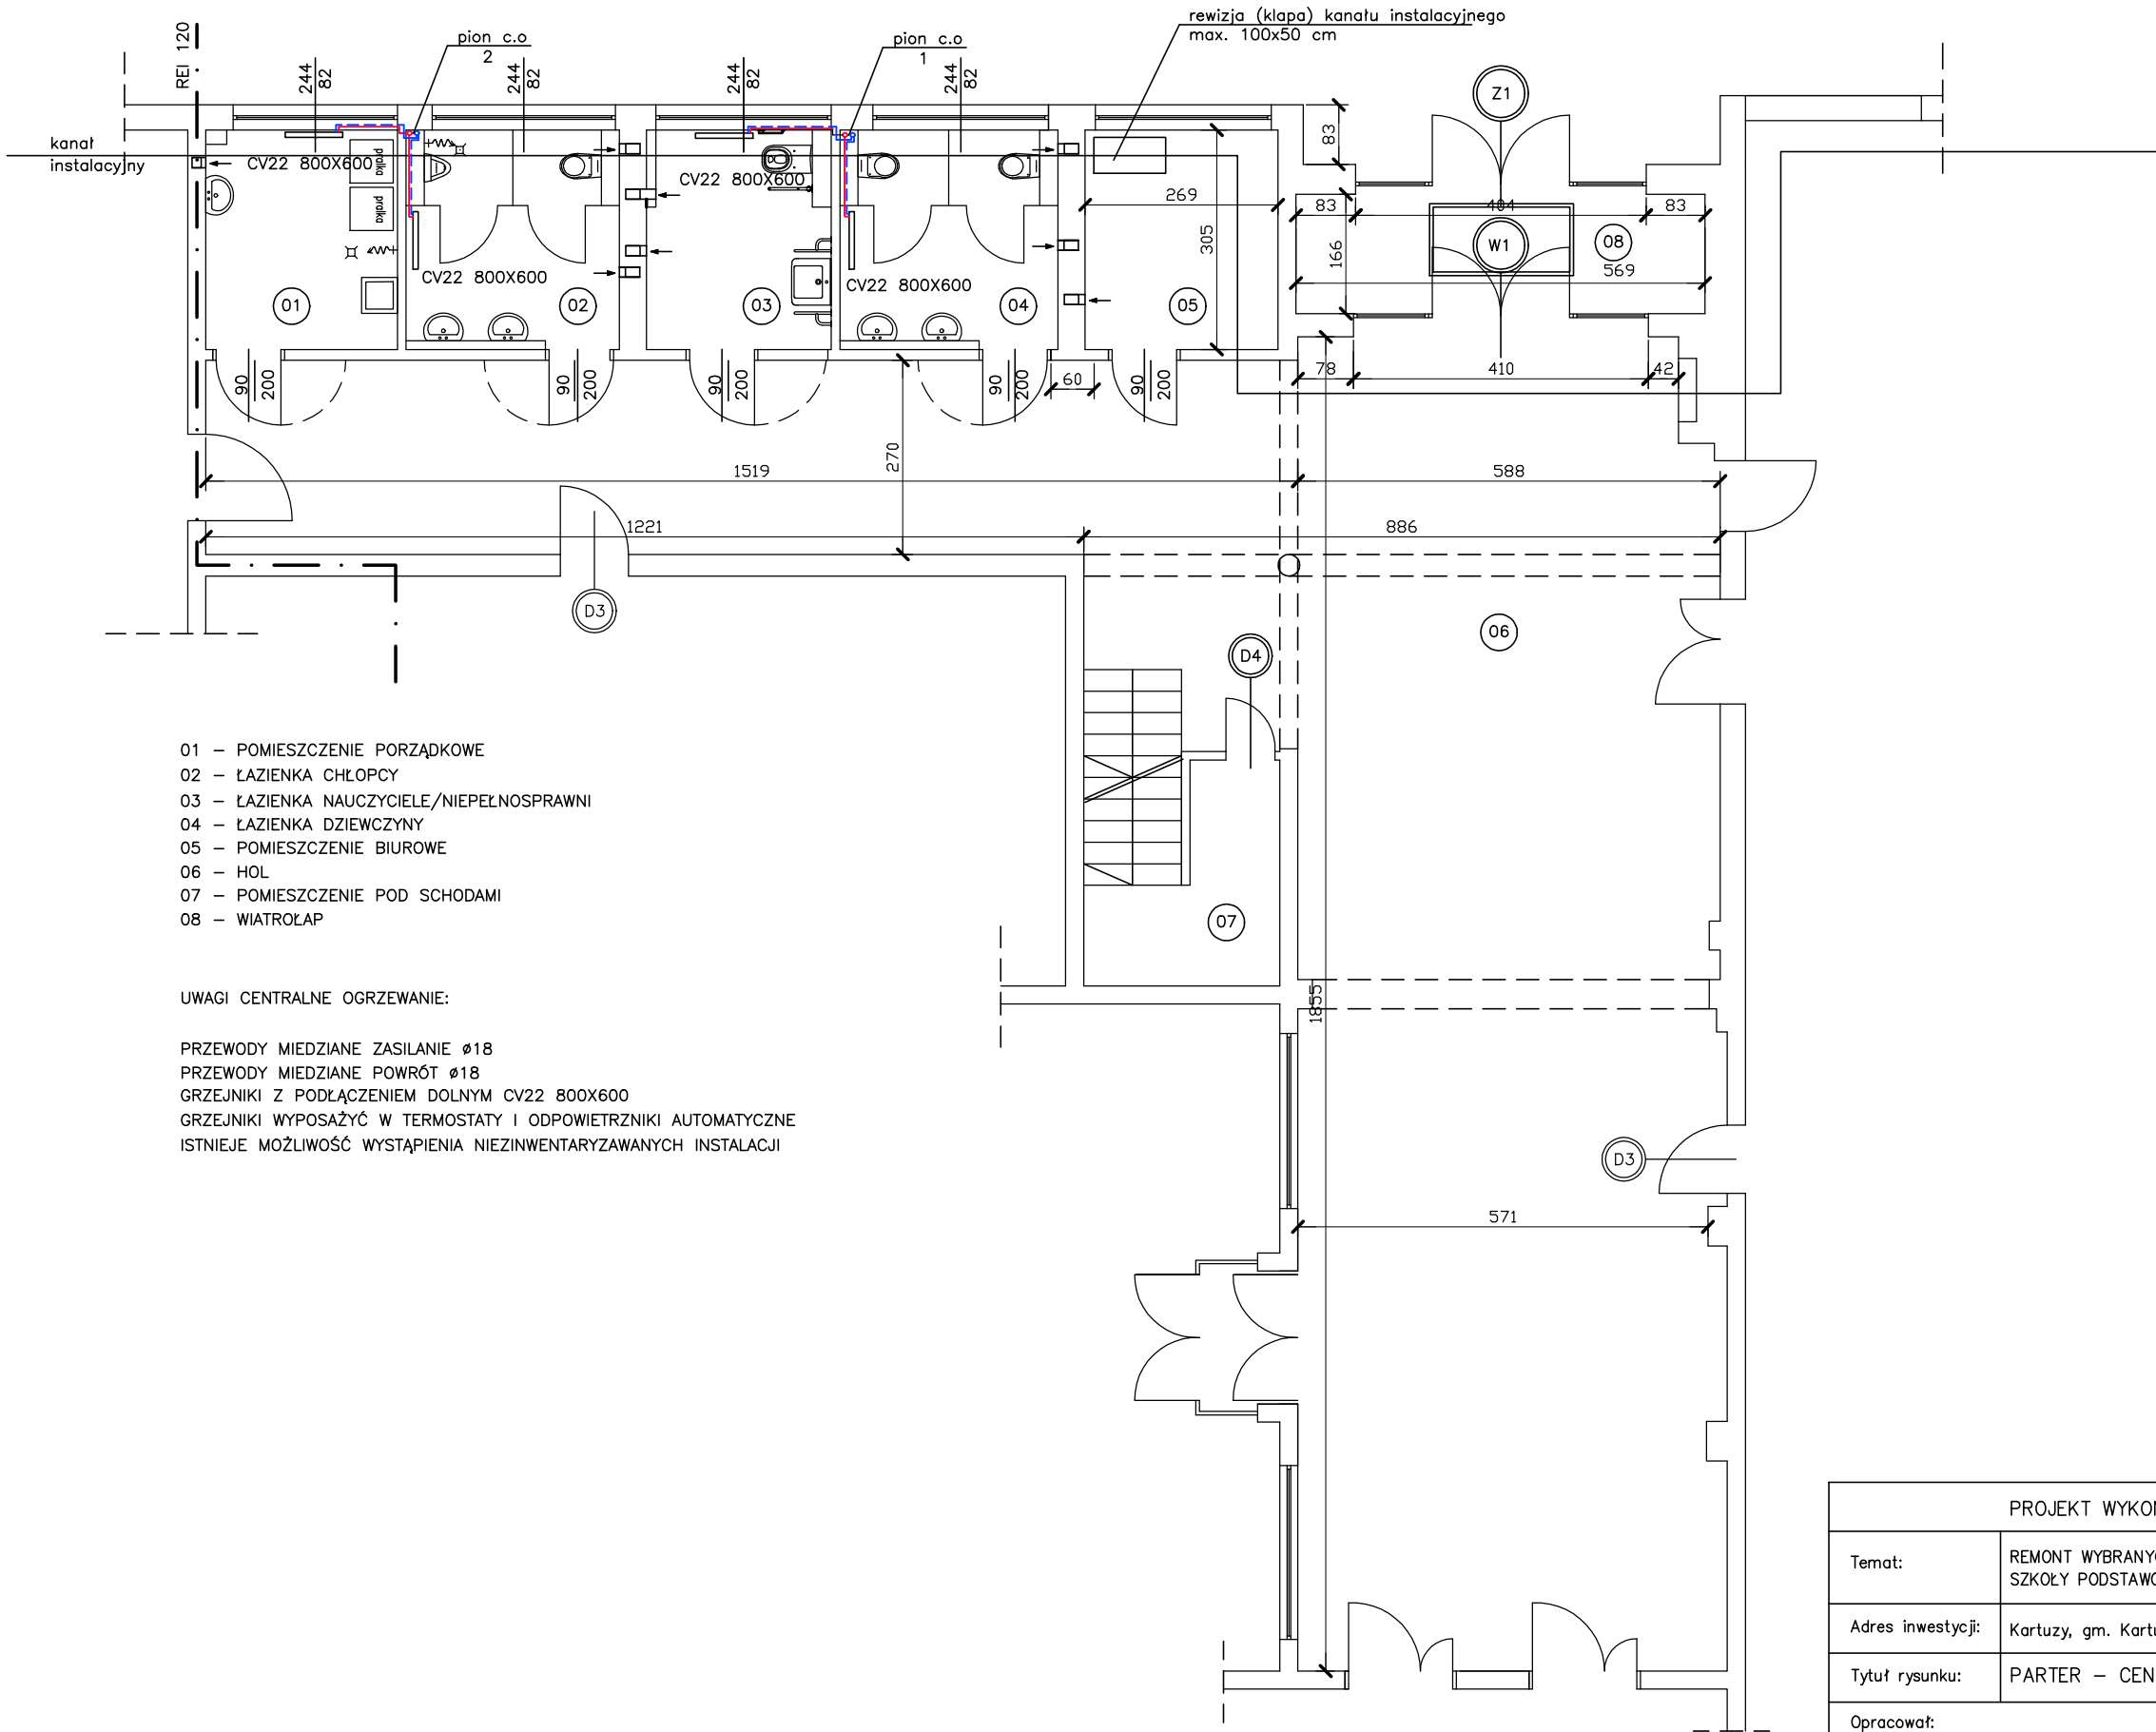 rewizja (klapa) kanału instalacyjnego
max. 100x50 cm
pion c.o
2
pion c.o
1
REI 120
244
82
244
82
244
82
244
82
Z1
kanał
instalacyjny
83
CV22 800X600
pralka
pralka
CV22 800X600
269
83
404
83
305
166
W1
08
569
CV22 800X600
CV22 800X600
01
02
03
04
05
90
200
90
200
90
200
90
200
60
90
200
78
410
42
270
1519
588
1221
886
D3
06
D4
01 – POMIESZCZENIE PORZĄDKOWE
02 – ŁAZIENKA CHŁOPCY
03 – ŁAZIENKA NAUCZYCIELE/NIEPEŁNOSPRAWNI
04 – ŁAZIENKA DZIEWCZYNY
05 – POMIESZCZENIE BIUROWE
06 – HOL
07 – POMIESZCZENIE POD SCHODAMI
08 – WIATROŁAP
07
UWAGI CENTRALNE OGRZEWANIE:
1855
PRZEWODY MIEDZIANE ZASILANIE ø18
PRZEWODY MIEDZIANE POWRÓT ø18
GRZEJNIKI Z PODŁĄCZENIEM DOLNYM CV22 800X600
GRZEJNIKI WYPOSAŻYĆ W TERMOSTATY I ODPOWIETRZNIKI AUTOMATYCZNE
ISTNIEJE MOŻLIWOŚĆ WYSTĄPIENIA NIEZINWENTARYZAWANYCH INSTALACJI
D3
571
PROJEKT
Temat:
REMONT
SZKOŁY
Adres inwestycji:
Kartuzy, gm.
Tytuł rysunku:
PARTER –
Opracował: